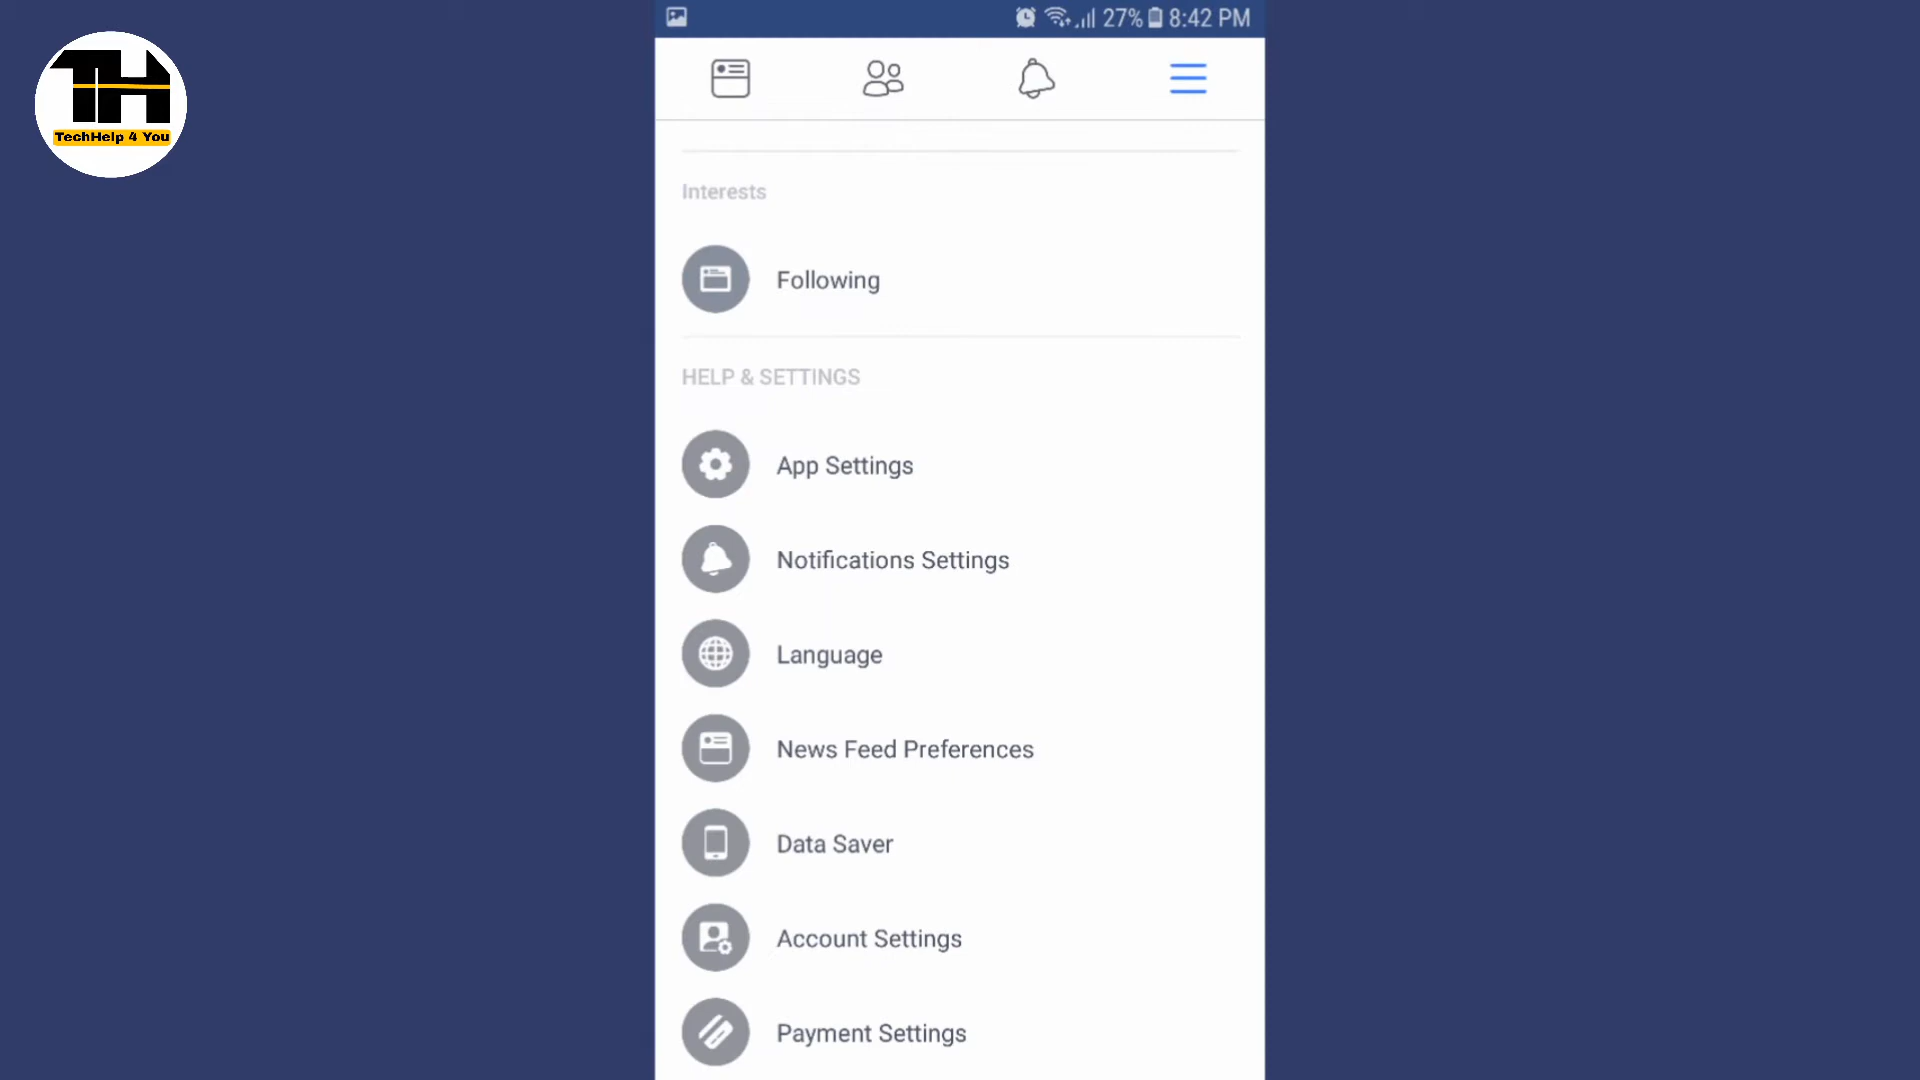 TH
TechHelp 4 You
27% 8:42 PM
Interests
Following
HELP & SETTINGS
App Settings
Notifications Settings
Language
News Feed Preferences
Data Saver
Account Settings
Payment Settings